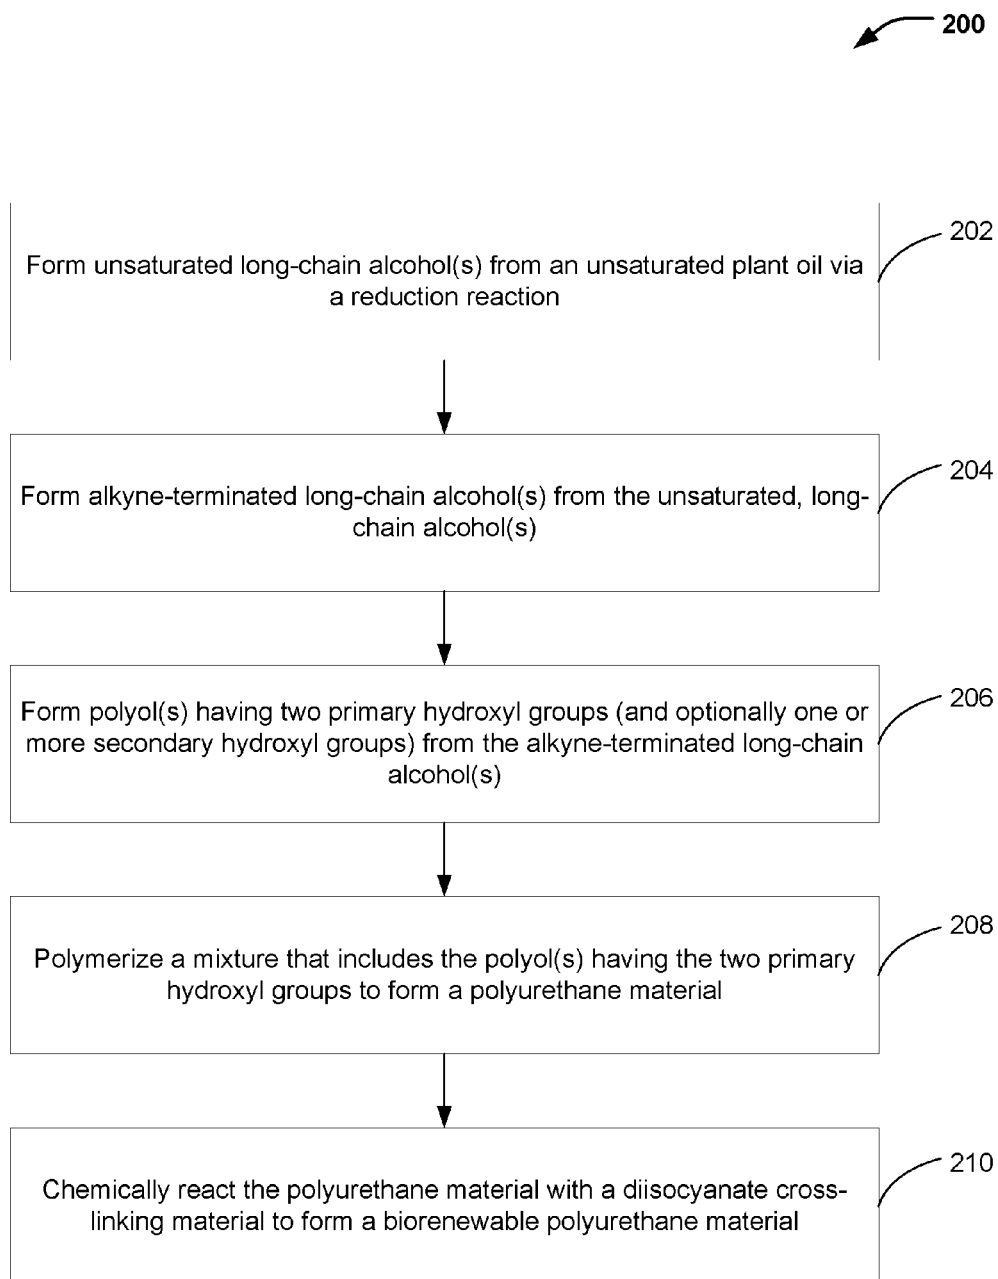 200
202
Form unsaturated long-chain alcohol(s) from an unsaturated plant oil via
a reduction reaction
204
Form alkyne-terminated long-chain alcohol(s) from the unsaturated, long-
chain alcohol(s)
206
Form polyol(s) having two primary hydroxyl groups (and optionally one or
more secondary hydroxyl groups) from the alkyne-terminated long-chain
alcohol(s)
208
Polymerize a mixture that includes the polyol(s) having the two primary
hydroxyl groups to form a polyurethane material
210
Chemically react the polyurethane material with a diisocyanate cross-
linking material to form a biorenewable polyurethane material